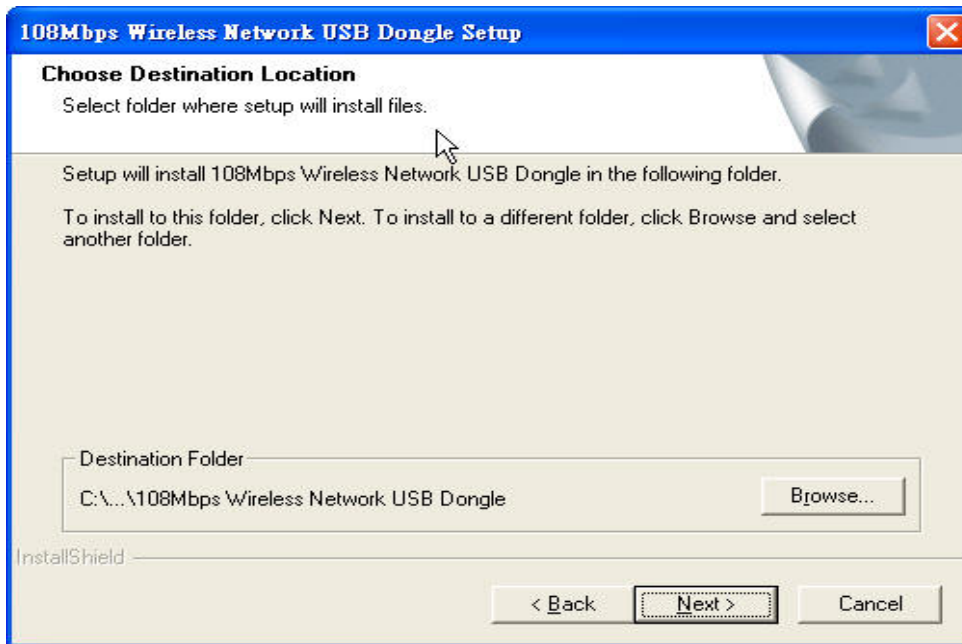 108Mbps Wireless Network USB Dongle Setup
Choose Destination Location
Select folder where setup will install files.
Setup will install 108Mbps Wireless Network USB Dongle in the following folder.
To install to this folder, click Next. To install to a different folder, click Browse and select
another folder.
Destination Folder
C:\...\108Mbps Wireless Network USB Dongle
Browse...
InstallShield
< Back
Next >
Cancel